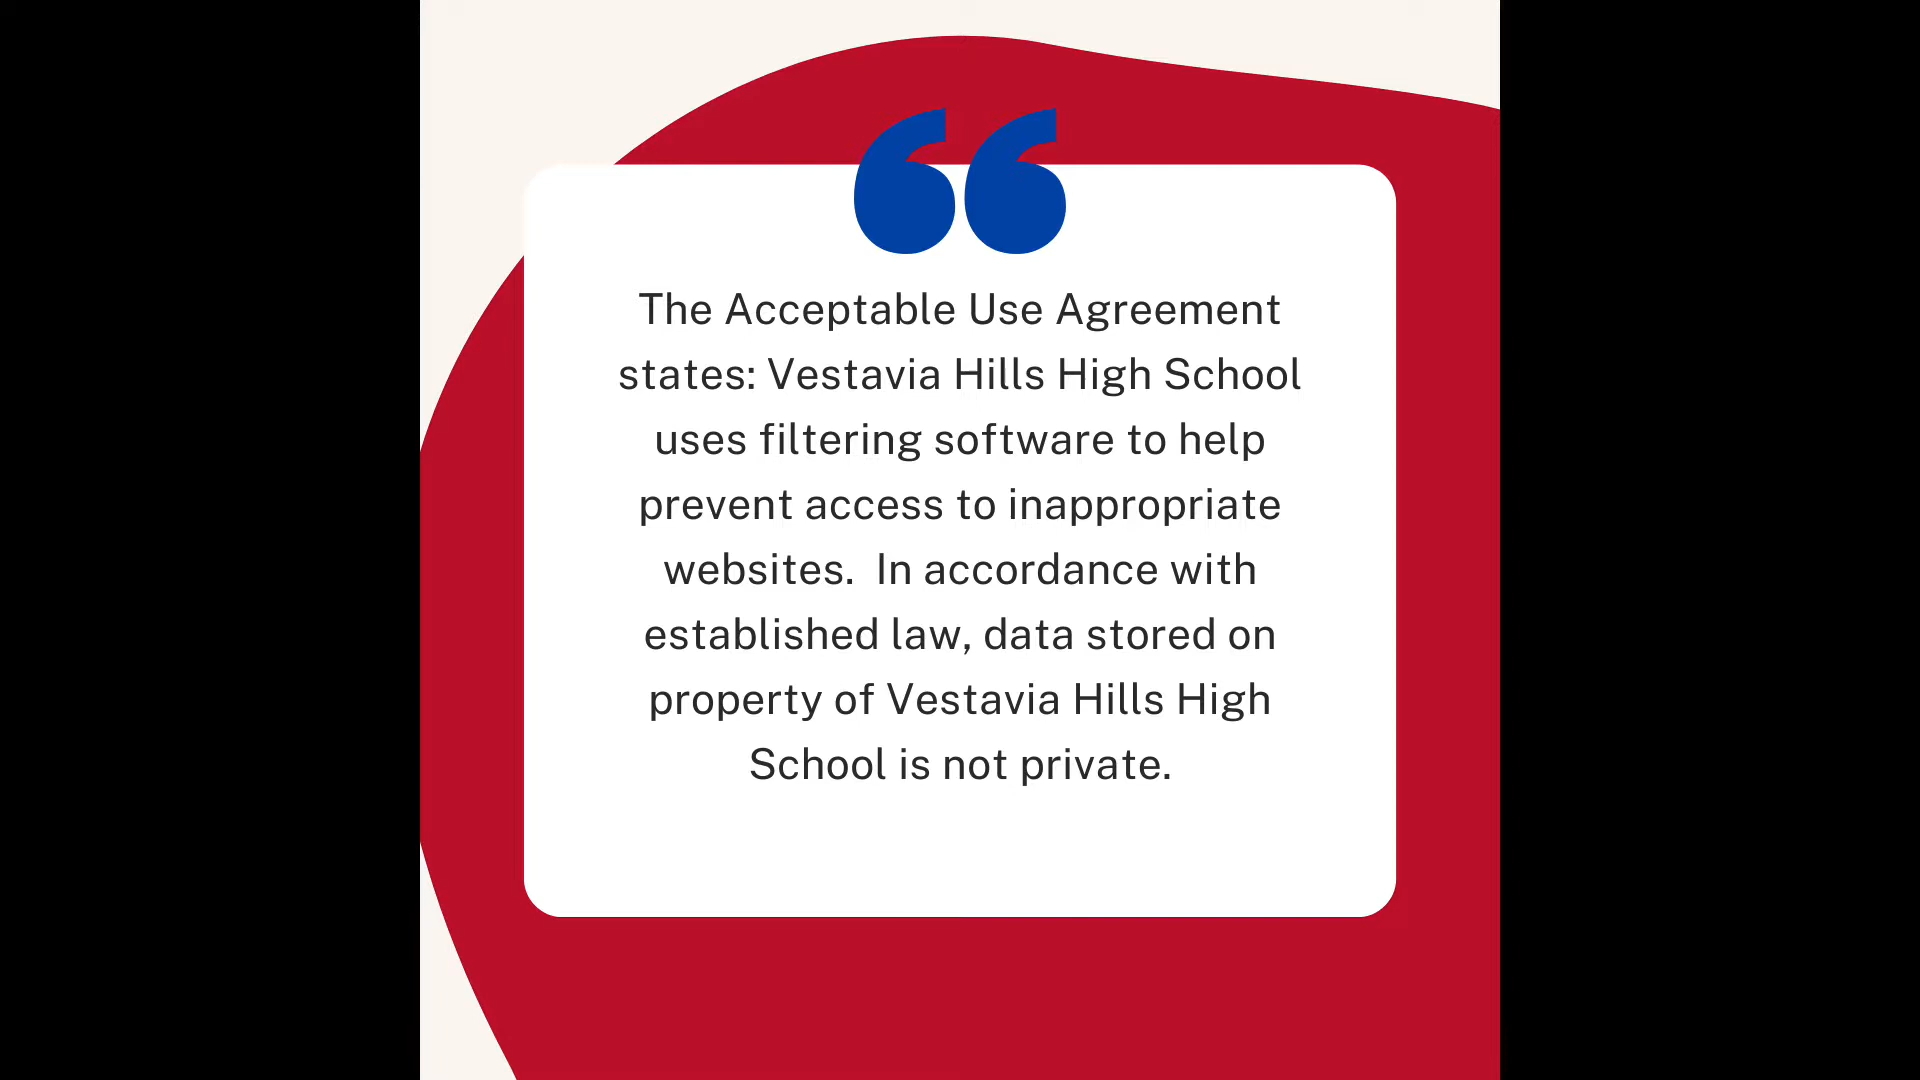 The Acceptable Use Agreement
states: Vestavia Hills High School
uses filtering software to help
prevent access to inappropriate
websites.  In accordance with
established law, data stored on
property of Vestavia Hills High
School is not private.